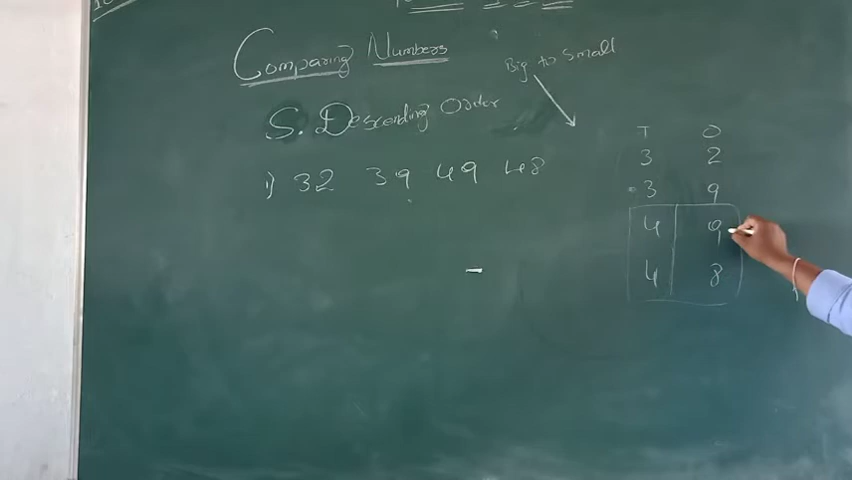 Comparing Numbers
Big to Small
S. Descending Order
T O
1) 32 39 49 48
3 2
3 9
4 9
4 8